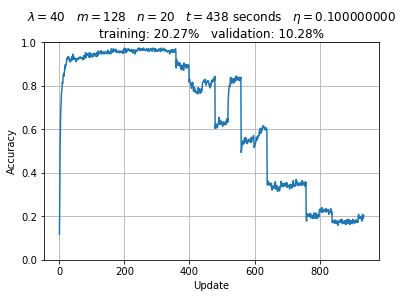 λ = 40 m = 128 n = 20 t = 438 seconds η = 0.100000000
training: 20.27% validation: 10.28%
1.0
0.8
0.6
0.4
0.2
0.0
Accuracy
0 200 400 600 800
Update